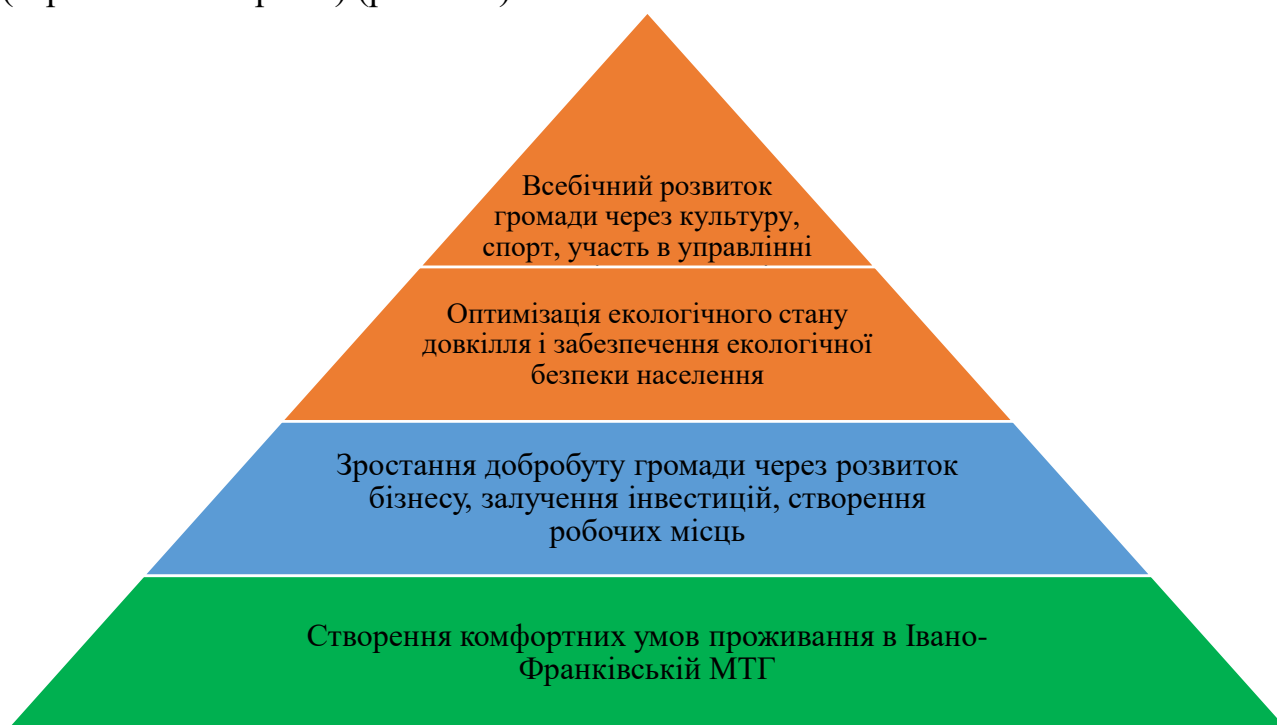 Всебічний розвиток
громади через культуру,
спорт, участь в управлінні
Оптимізація екологічного стану
довкілля і забезпечення екологічної
безпеки населення
Зростання добробуту громади через розвиток
бізнесу, залучення інвестицій, створення
робочих місць
Створення комфортних умов проживання в Івано-
Франківській МТГ